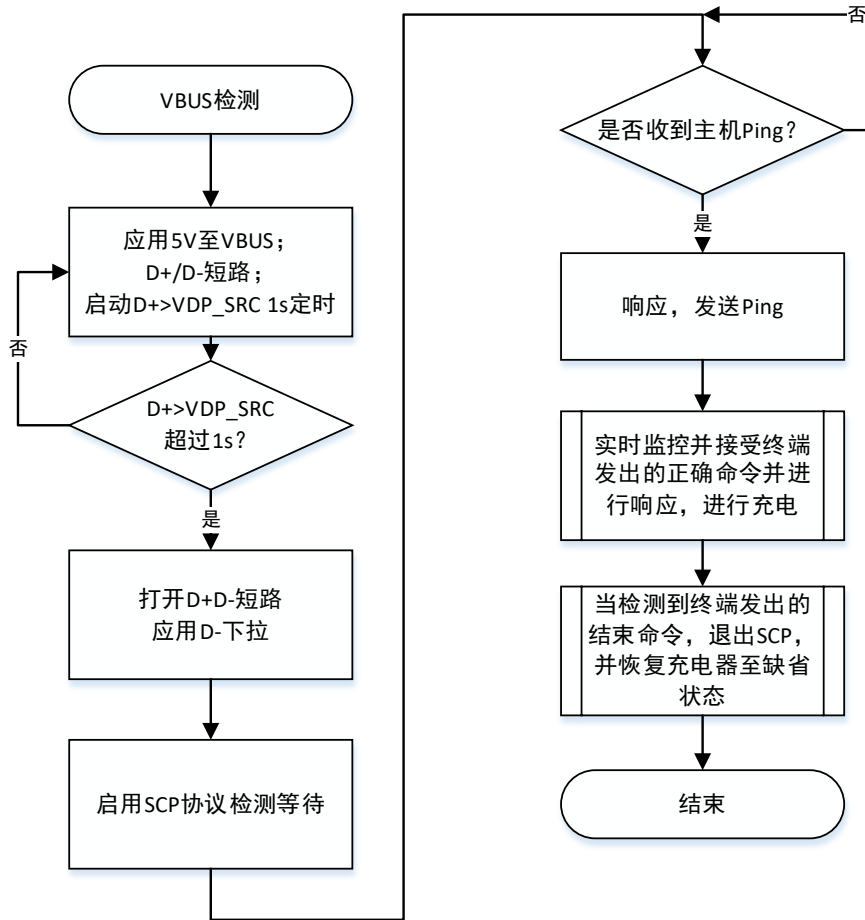 VBUS检测
应用5V至VBUS；
D+/D-短路；
启动D+>VDP_SRC 1s定时
否
D+>VDP_SRC
超过1s？
是
打开D+D-短路
应用D-下拉
启用SCP协议检测等待
否
是否收到主机Ping？
是
响应，发送Ping
实时监控并接受终端
发出的正确命令并进
行响应，进行充电
当检测到终端发出的
结束命令，退出SCP，
并恢复充电器至缺省
状态
结束